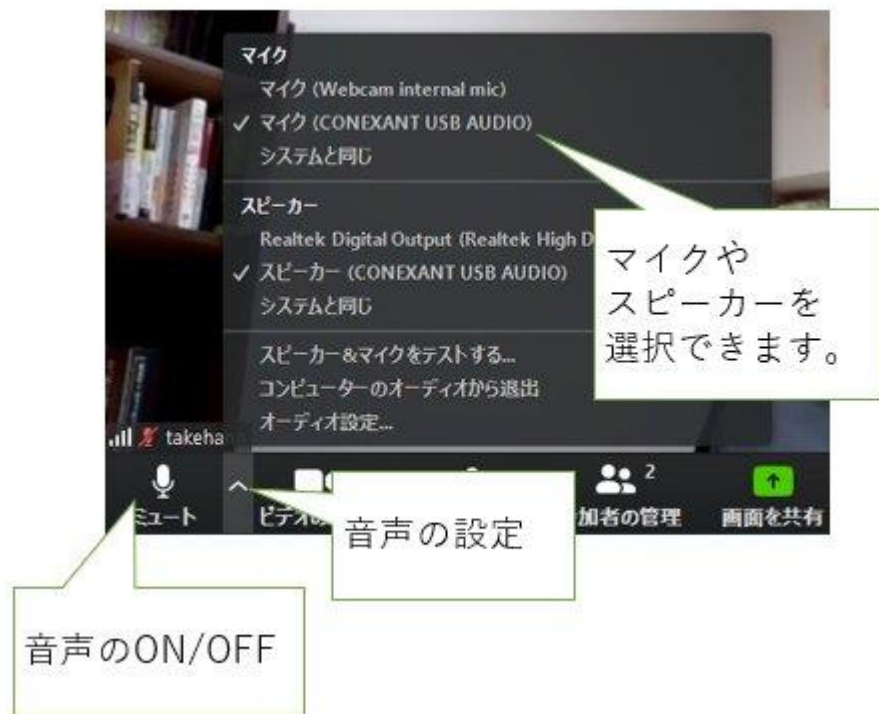 マイク
マイク (Webcam internal mic)
✓ マイク (CONEXANT USB AUDIO)
システムと同じ
スピーカー
Realtek Digital Output (Realtek High D
✓ スピーカー (CONEXANT USB AUDIO)
システムと同じ
スピーカー&マイクをテストする...
コンピューターのオーディオから退出
オーディオ設定...
マイクや
スピーカーを
選択できます。
takeha
ミュート
ビデオの
2
加者の管理
画面を共有
音声の設定
音声のON/OFF